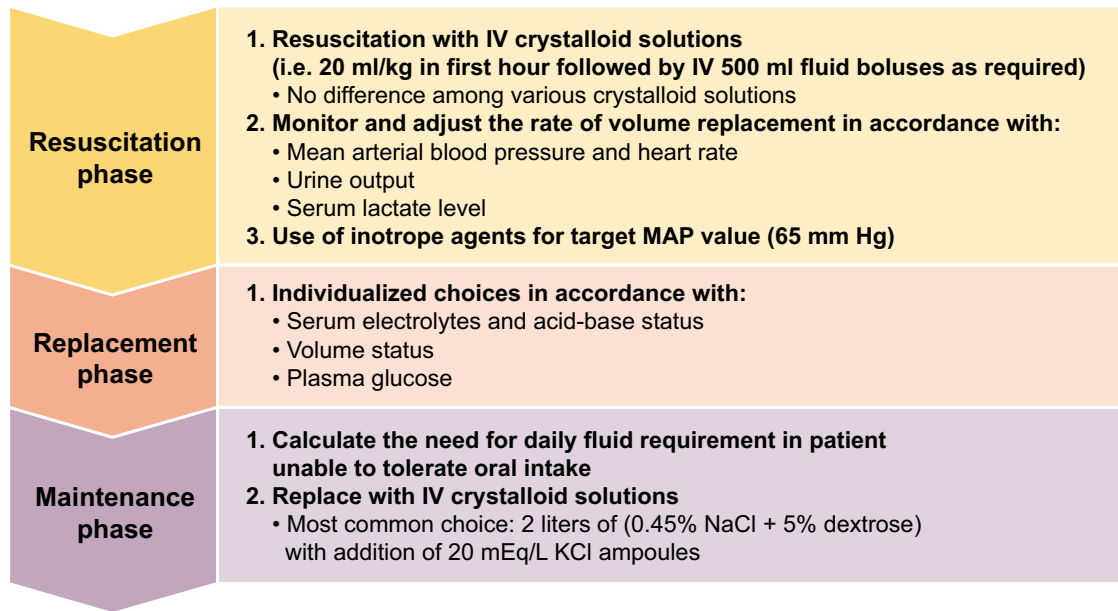 Resuscitation
phase
1. Resuscitation with IV crystalloid solutions
(i.e. 20 ml/kg in first hour followed by IV 500 ml fluid boluses as required)
• No difference among various crystalloid solutions
2. Monitor and adjust the rate of volume replacement in accordance with:
• Mean arterial blood pressure and heart rate
• Urine output
• Serum lactate level
3. Use of inotrope agents for target MAP value (65 mm Hg)
Replacement
phase
1. Individualized choices in accordance with:
• Serum electrolytes and acid-base status
• Volume status
• Plasma glucose
Maintenance
phase
1. Calculate the need for daily fluid requirement in patient
unable to tolerate oral intake
2. Replace with IV crystalloid solutions
• Most common choice: 2 liters of (0.45% NaCl + 5% dextrose)
with addition of 20 mEq/L KCl ampoules